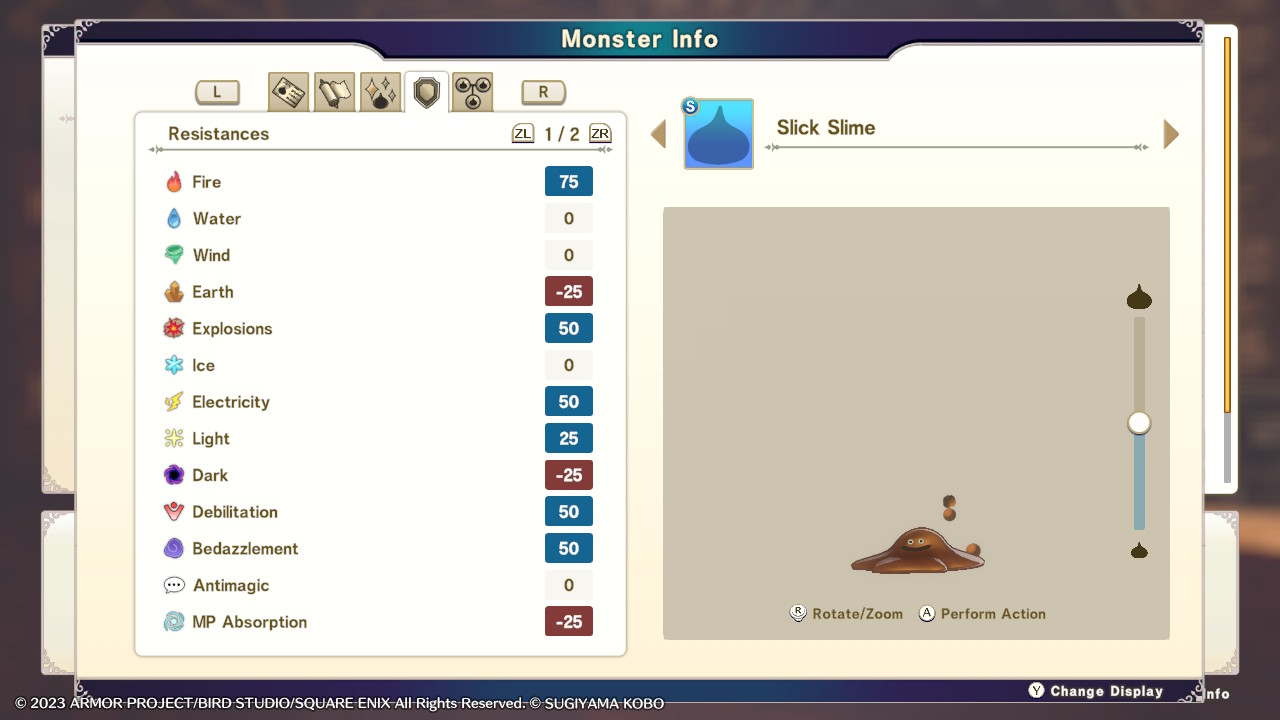 Monster Info
L
R
Resistances
ZL 1 / 2 ZR
Fire 75
Water 0
Wind 0
Earth -25
Explosions 50
Ice 0
Electricity 50
Light 25
Dark -25
Debilitation 50
Bedazzlement 50
Antimagic 0
MP Absorption -25
S
Slick Slime
R Rotate/Zoom A Perform Action
Y Change Display
nfo
© 2023 ARMOR PROJECT/BIRD STUDIO/SQUARE ENIX All Rights Reserved. © SUGIYAMA KOBO